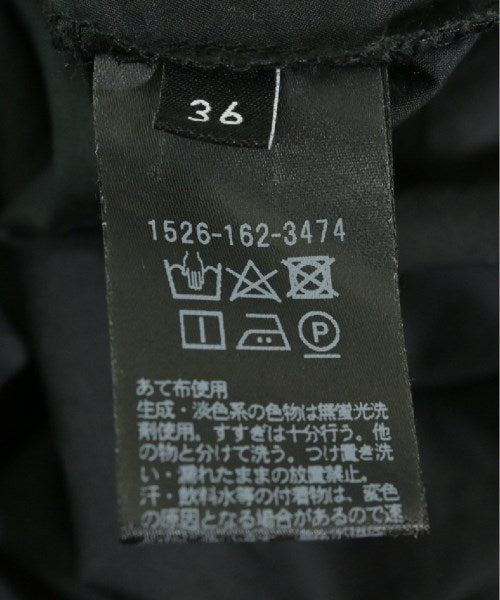 36
1526-162-3474
P
あて布使用
生成・淡色系の色物は無蛍光洗
剤使用。すすぎは十分行う。他
の物と分けて洗う。つけ置き洗
い・濡れたままの放置禁止。
汗・飲料水等の付着物は、変色
の原因となる場合があるので速